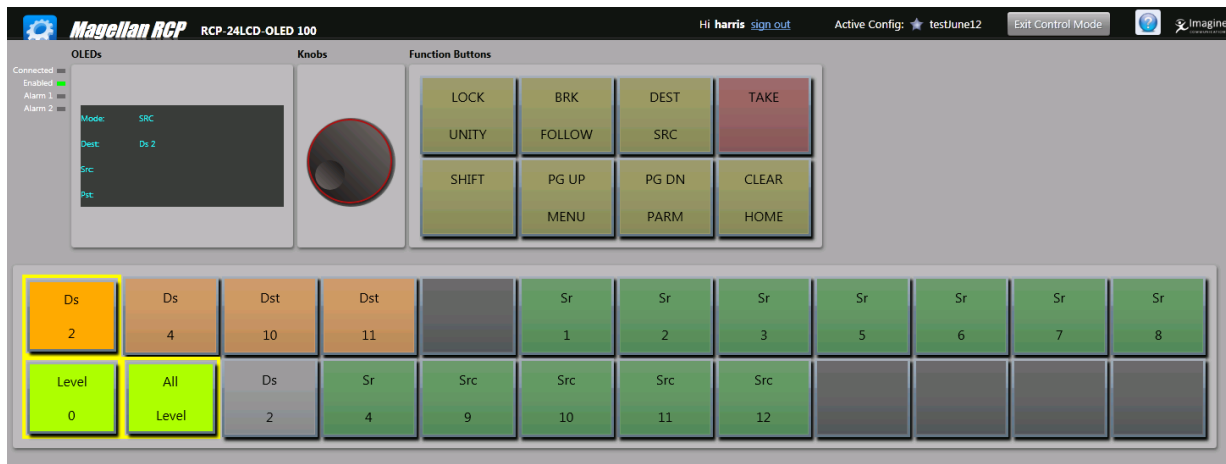 Magellan RCP RCP-24LCD-OLED 100 Hi harris sign out Active Config: testJune12 Exit Control Mode ? Imagine
OLEDs Knobs Function Buttons
Connected
Enabled
Alarm 1
Alarm 2
Mode: SRC
Dest: Ds 2
Src:
Pst:
LOCK BRK DEST TAKE
UNITY FOLLOW SRC
SHIFT PG UP PG DN CLEAR
MENU PARM HOME
Ds Ds Dst Dst Sr Sr Sr Sr Sr Sr Sr
2 4 10 11 1 2 3 5 6 7 8
Level All Ds Sr Src Src Src Src
0 Level 2 4 9 10 11 12